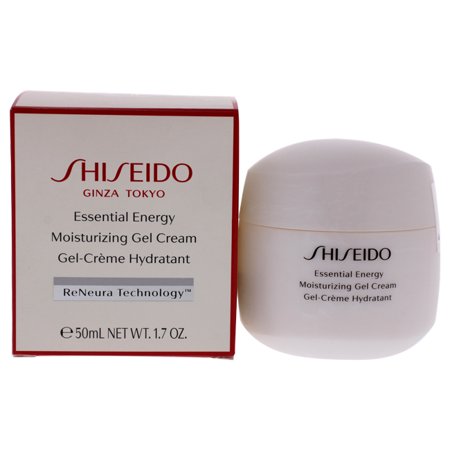 SHISEIDO
GINZA TOKYO
Essential Energy
Moisturizing Gel Cream
Gel-Crème Hydratant
ReNeura Technology™
℮50mL NET WT. 1.7 OZ.
SHISEIDO
Essential Energy
Moisturizing Gel Cream
Gel-Crème Hydratant